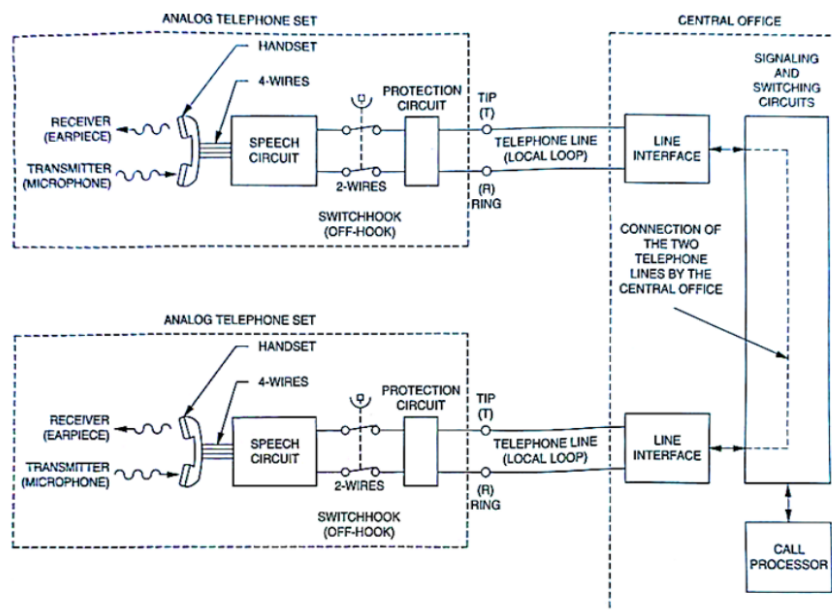 ANALOG TELEPHONE SET
CENTRAL OFFICE
HANDSET
4-WIRES
RECEIVER
(EARPIECE)
TRANSMITTER
(MICROPHONE)
SPEECH
CIRCUIT
2-WIRES
SWITCHHOOK
(OFF-HOOK)
PROTECTION
CIRCUIT
TIP
(T)
TELEPHONE LINE
(LOCAL LOOP)
(R)
RING
LINE
INTERFACE
SIGNALING
AND
SWITCHING
CIRCUITS
CONNECTION OF
THE TWO
TELEPHONE
LINES BY THE
CENTRAL OFFICE
ANALOG TELEPHONE SET
HANDSET
4-WIRES
RECEIVER
(EARPIECE)
TRANSMITTER
(MICROPHONE)
SPEECH
CIRCUIT
2-WIRES
SWITCHHOOK
(OFF-HOOK)
PROTECTION
CIRCUIT
TIP
(T)
TELEPHONE LINE
(LOCAL LOOP)
(R)
RING
LINE
INTERFACE
CALL
PROCESSOR